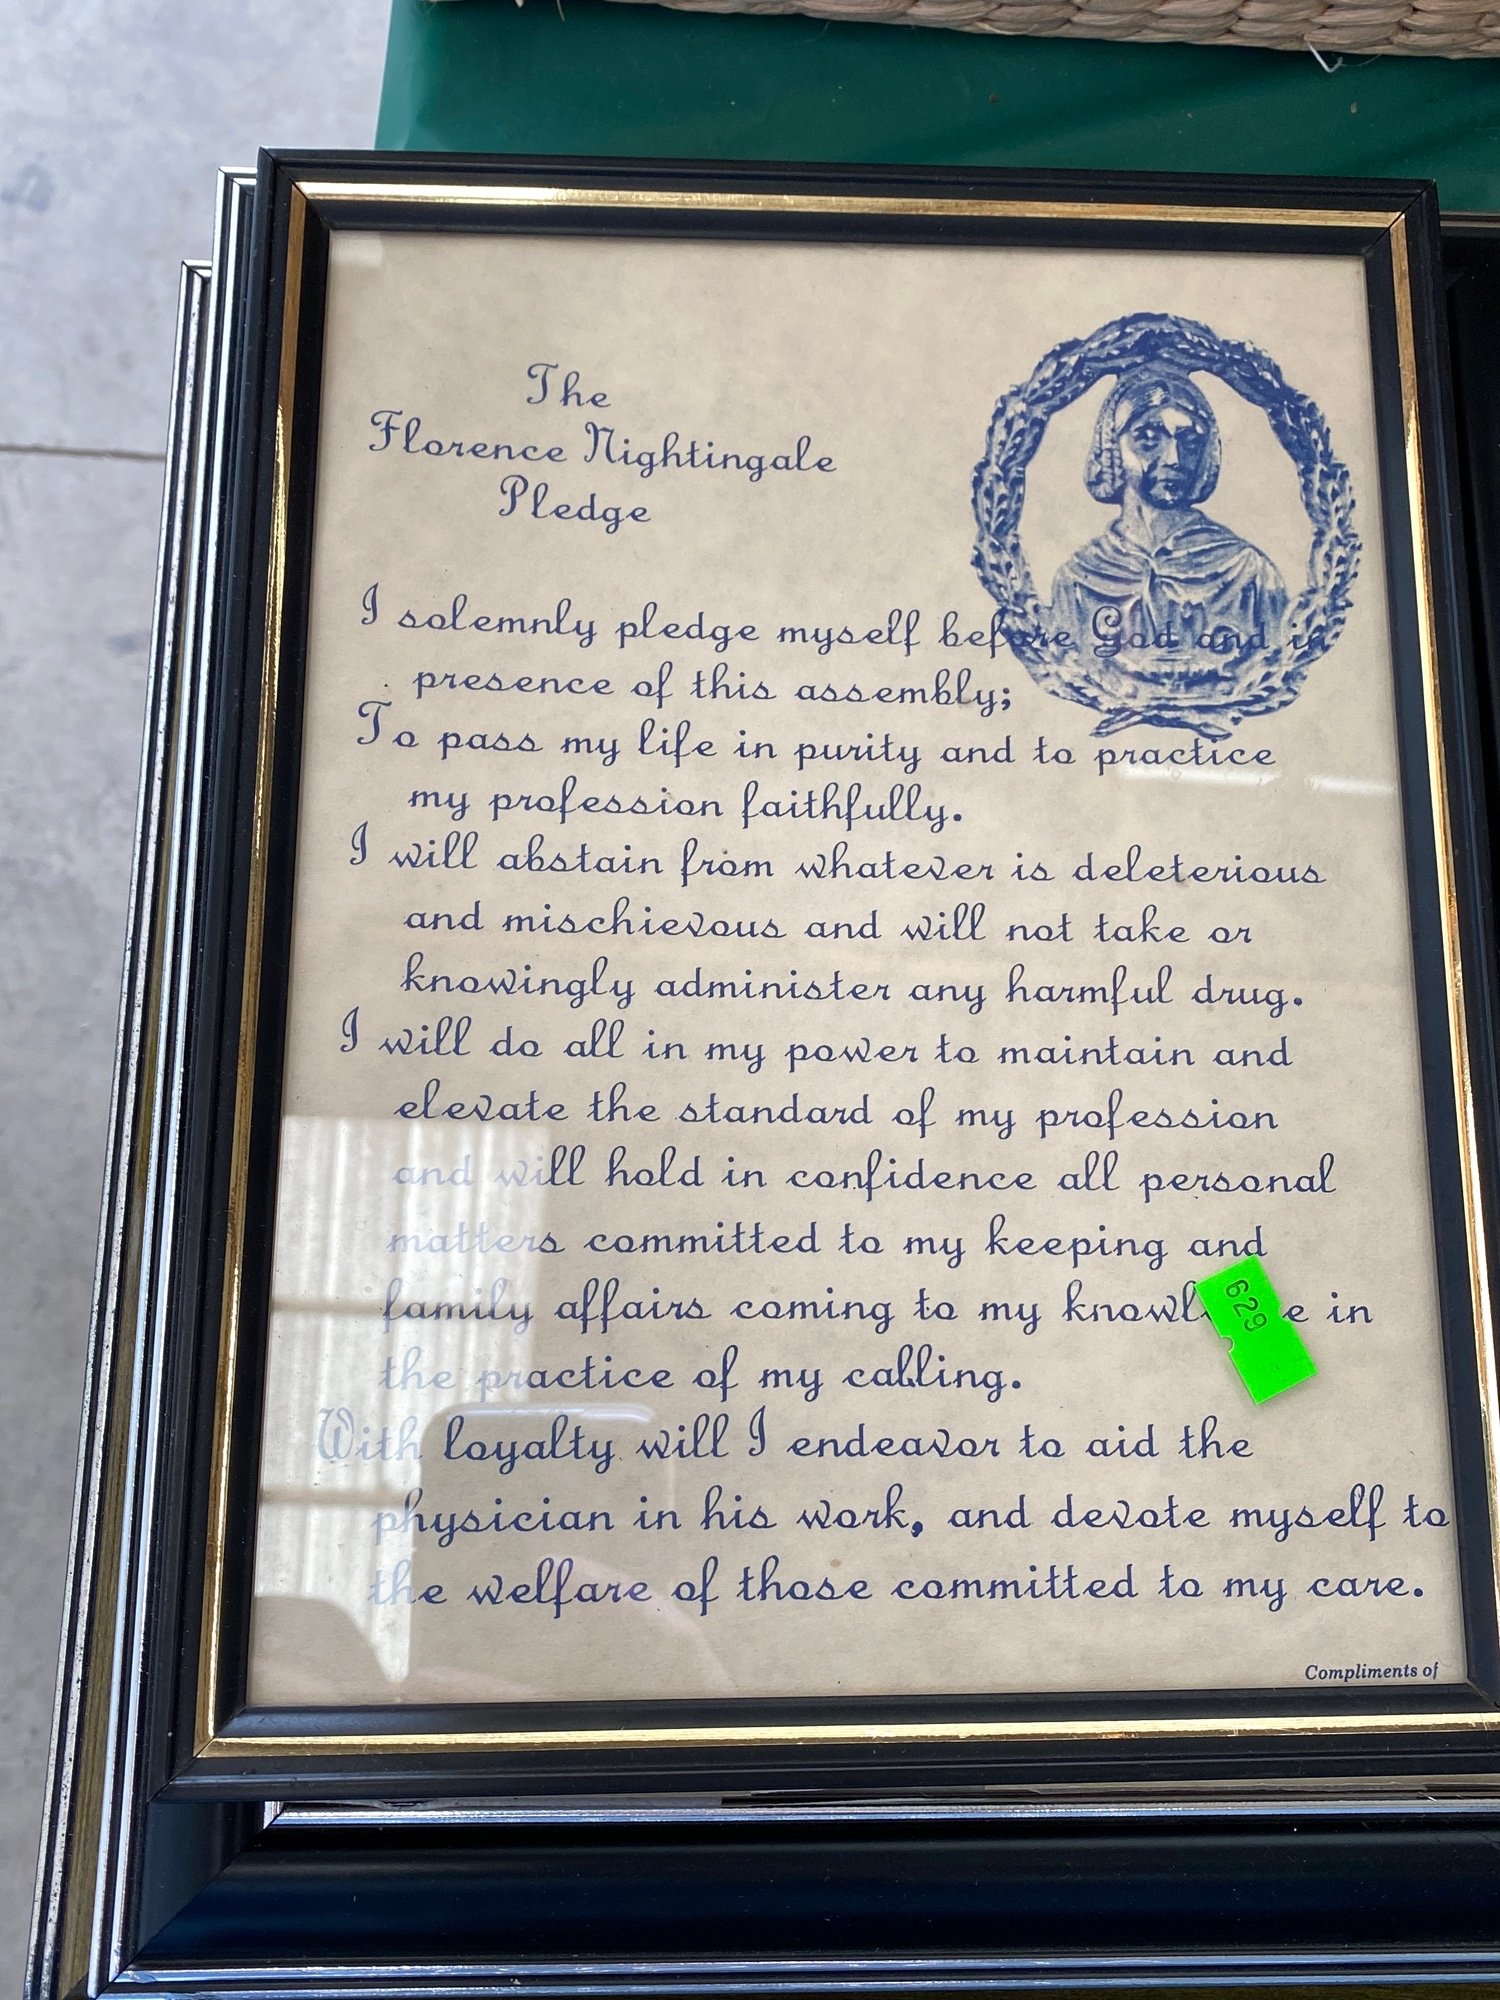 The
Florence Nightingale
Pledge
I solemnly pledge myself before God and in
presence of this assembly;
To pass my life in purity and to practice
my profession faithfully.
I will abstain from whatever is deleterious
and mischievous and will not take or
knowingly administer any harmful drug.
I will do all in my power to maintain and
elevate the standard of my profession
and will hold in confidence all personal
matters committed to my keeping and
family affairs coming to my in
the practice of my calling.
With loyalty will I endeavor to aid the
physician in his work, and devote myself to
the welfare of those committed to my care.
Compliments of
629